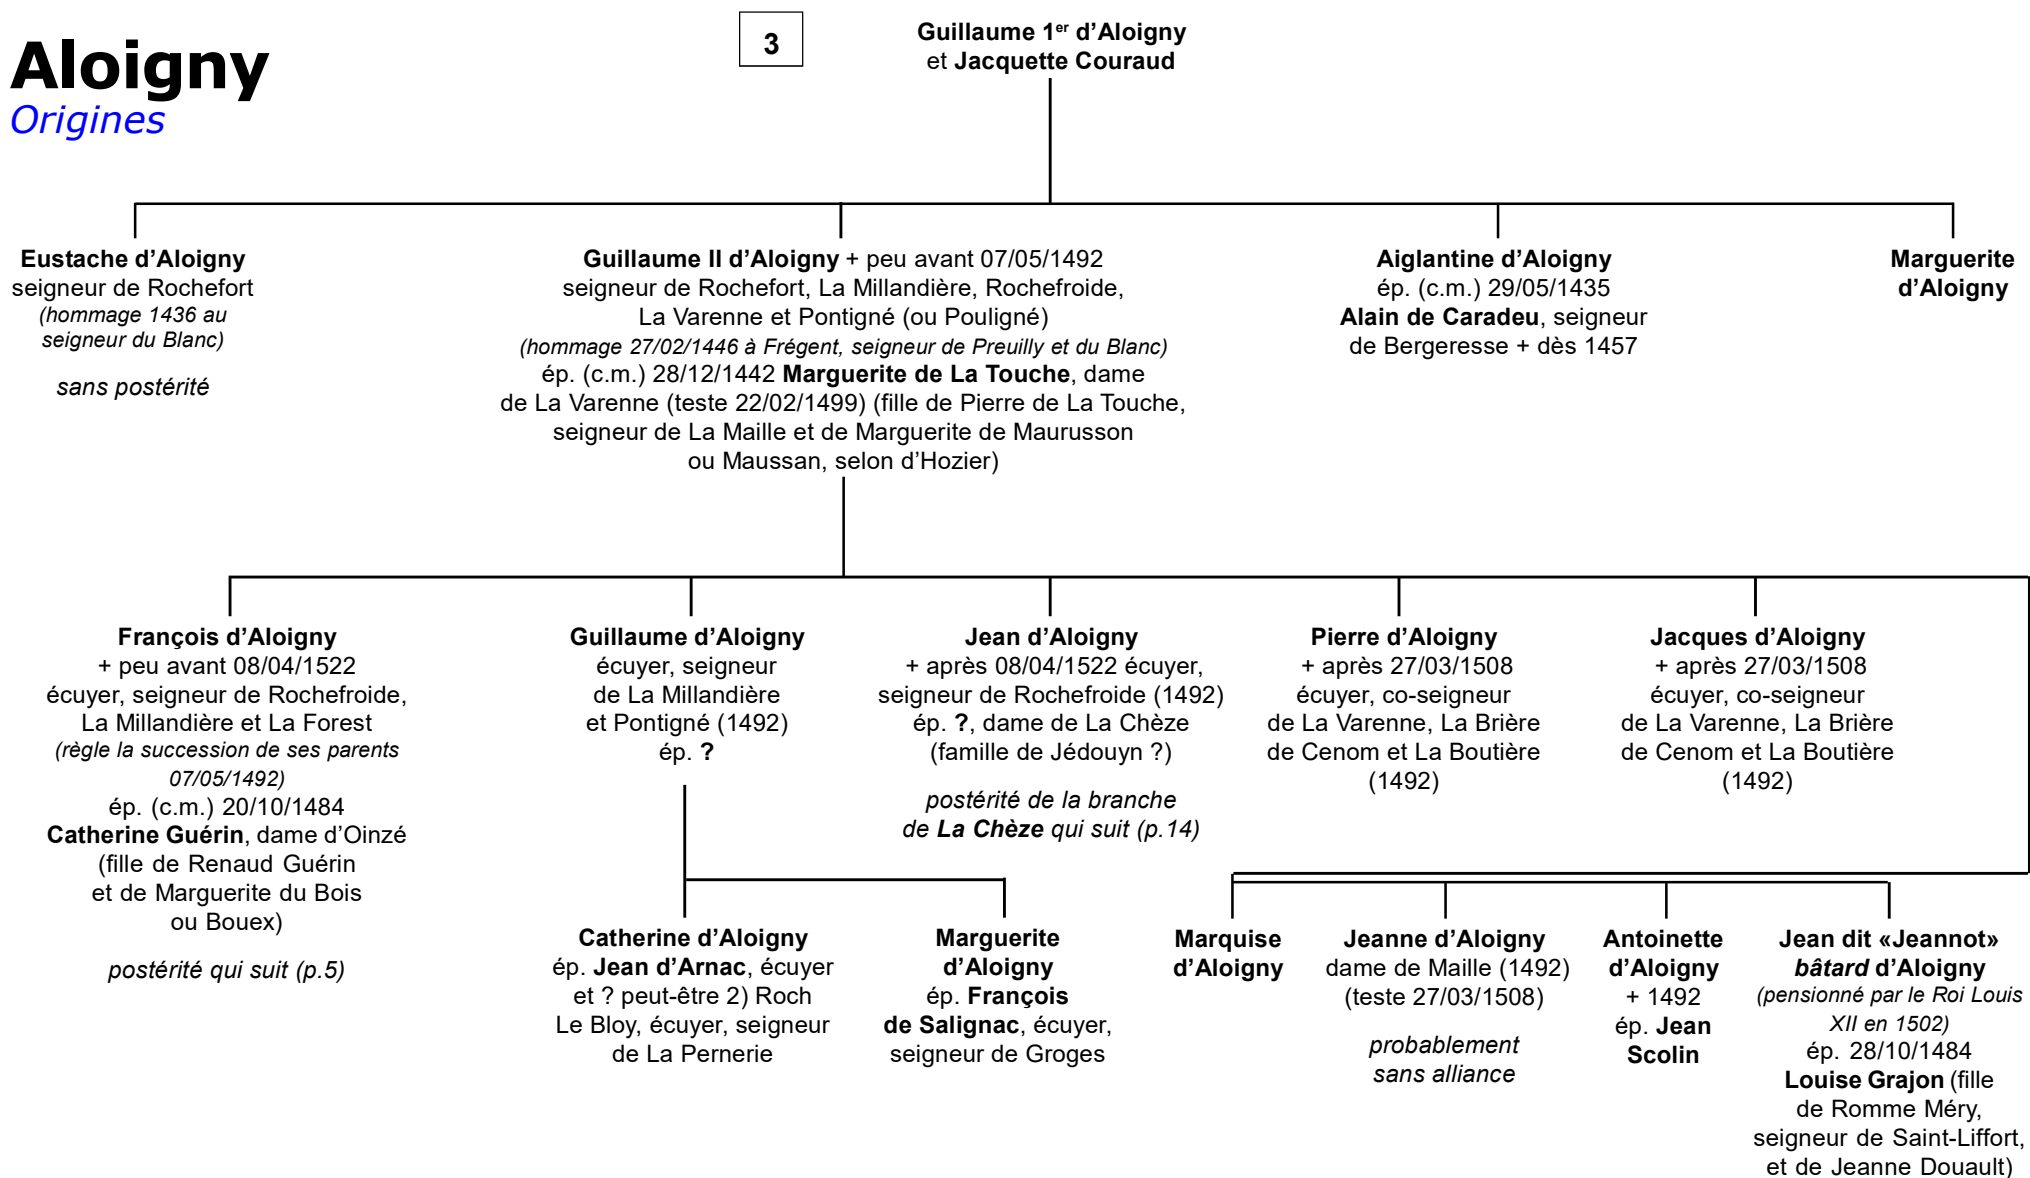 Aloigny
Origines
3
Guillaume 1er d’Aloigny
et Jacquette Couraud
Eustache d’Aloigny
seigneur de Rochefort
(hommage 1436 au
seigneur du Blanc)
sans postérité
Guillaume II d’Aloigny + peu avant 07/05/1492
seigneur de Rochefort, La Millandière, Rochefroide,
La Varenne et Pontigné (ou Pouligné)
(hommage 27/02/1446 à Frégent, seigneur de Preuilly et du Blanc)
ép. (c.m.) 28/12/1442 Marguerite de La Touche, dame
de La Varenne (teste 22/02/1499) (fille de Pierre de La Touche,
seigneur de La Maille et de Marguerite de Maurusson
ou Maussan, selon d’Hozier)
Aiglantine d’Aloigny
ép. (c.m.) 29/05/1435
Alain de Caradeu, seigneur
de Bergeresse + dès 1457
Marguerite
d’Aloigny
François d’Aloigny
+ peu avant 08/04/1522
écuyer, seigneur de Rochefroide,
La Millandière et La Forest
(règle la succession de ses parents
07/05/1492)
ép. (c.m.) 20/10/1484
Catherine Guérin, dame d’Oinzé
(fille de Renaud Guérin
et de Marguerite du Bois
ou Bouex)
postérité qui suit (p.5)
Guillaume d’Aloigny
écuyer, seigneur
de La Millandière
et Pontigné (1492)
ép. ?
Jean d’Aloigny
+ après 08/04/1522 écuyer,
seigneur de Rochefroide (1492)
ép. ?, dame de La Chèze
(famille de Jédouyn ?)
postérité de la branche
de La Chèze qui suit (p.14)
Pierre d’Aloigny
+ après 27/03/1508
écuyer, co-seigneur
de La Varenne, La Brière
de Cenom et La Boutière
(1492)
Jacques d’Aloigny
+ après 27/03/1508
écuyer, co-seigneur
de La Varenne, La Brière
de Cenom et La Boutière
(1492)
Catherine d’Aloigny
ép. Jean d’Arnac, écuyer
et ? peut-être 2) Roch
Le Bloy, écuyer, seigneur
de La Pernerie
Marguerite
d’Aloigny
ép. François
de Salignac, écuyer,
seigneur de Groges
Marquise
d’Aloigny
Jeanne d’Aloigny
dame de Maille (1492)
(teste 27/03/1508)
probablement
sans alliance
Antoinette
d’Aloigny
+ 1492
ép. Jean
Scolin
Jean dit «Jeannot»
bâtard d’Aloigny
(pensionné par le Roi Louis
XII en 1502)
ép. 28/10/1484
Louise Grajon (fille
de Romme Méry,
seigneur de Saint-Liffort,
et de Jeanne Douault)